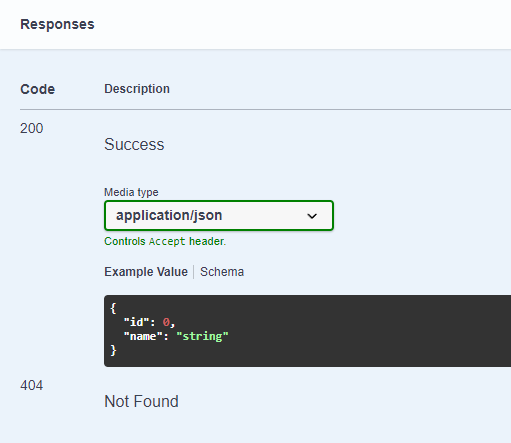 Responses
Code Description
200
Success
Media type
application/json
Controls Accept header.
Example Value Schema
{
  "id": 0,
  "name": "string"
}
404
Not Found